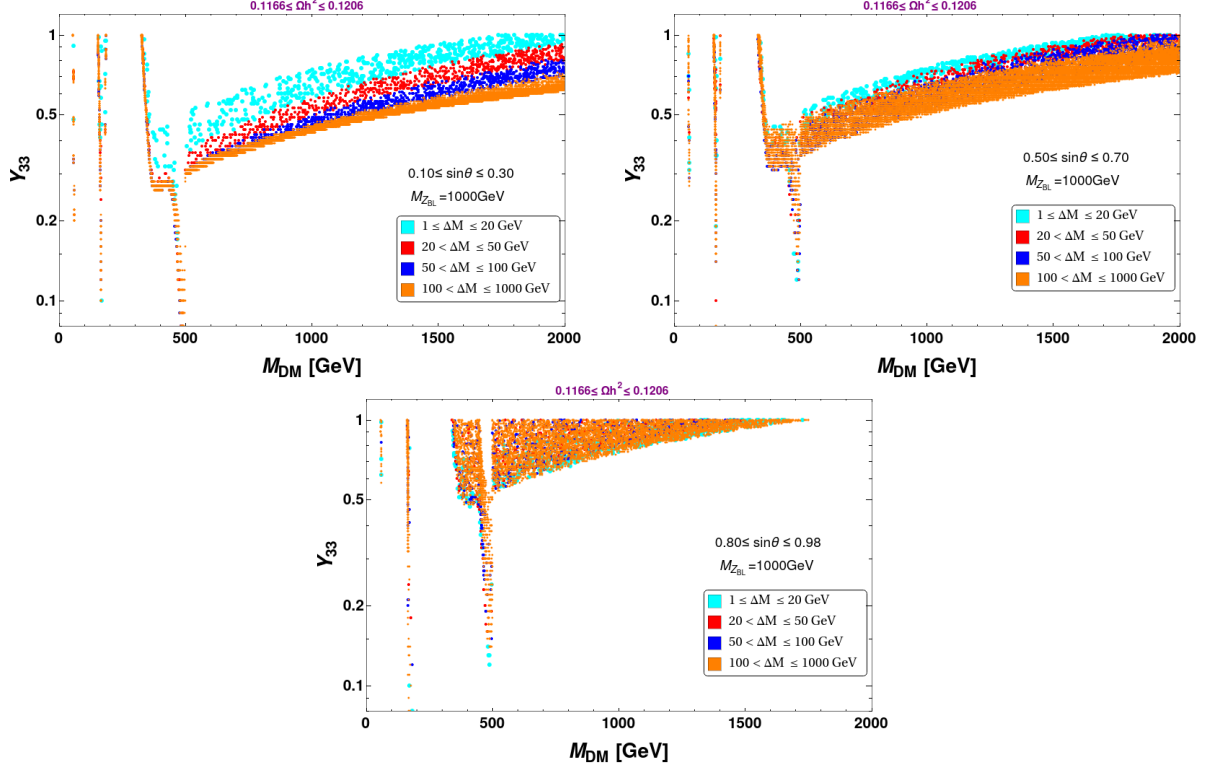 0.1166≤ Ωh² ≤ 0.1206
1
0.5
0.2
0.1
Y₃₃
0.10≤ sinθ ≤ 0.30
M_Z_BL =1000GeV
1 ≤ ΔM ≤ 20 GeV
20 < ΔM ≤ 50 GeV
50 < ΔM ≤ 100 GeV
100 < ΔM ≤ 1000 GeV
0 500 1000 1500 2000
M_DM [GeV]
0.1166≤ Ωh² ≤ 0.1206
1
0.5
0.2
0.1
Y₃₃
0.50≤ sinθ ≤ 0.70
M_Z_BL =1000GeV
1 ≤ ΔM ≤ 20 GeV
20 < ΔM ≤ 50 GeV
50 < ΔM ≤ 100 GeV
100 < ΔM ≤ 1000 GeV
0 500 1000 1500 2000
M_DM [GeV]
0.1166≤ Ωh² ≤ 0.1206
1
0.5
0.2
0.1
Y₃₃
0.80≤ sinθ ≤ 0.98
M_Z_BL =1000GeV
1 ≤ ΔM ≤ 20 GeV
20 < ΔM ≤ 50 GeV
50 < ΔM ≤ 100 GeV
100 < ΔM ≤ 1000 GeV
0 500 1000 1500 2000
M_DM [GeV]